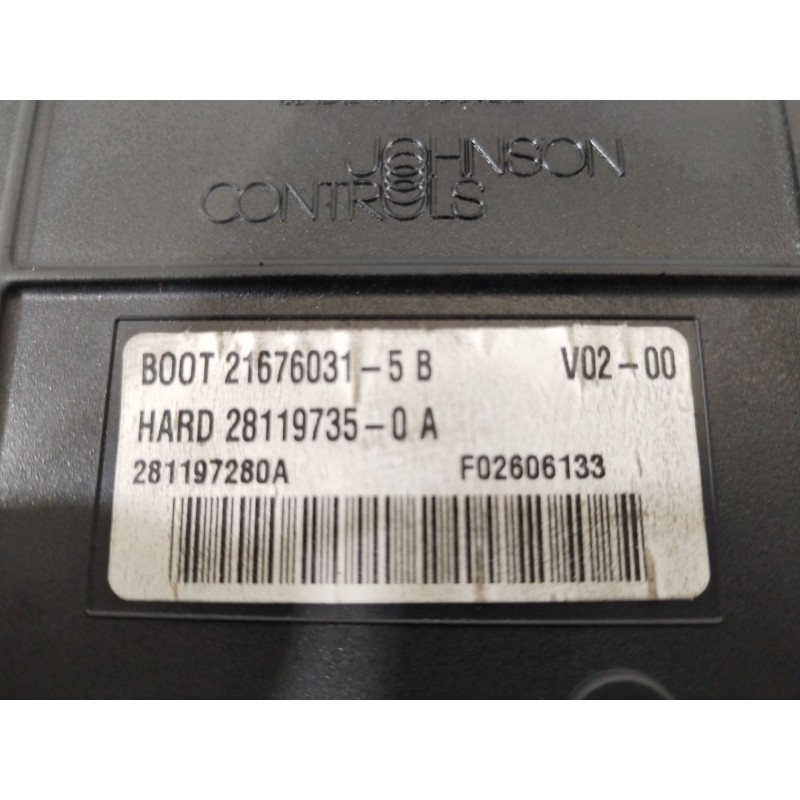 JOHNSON
CONTROLS
BOOT 21676031-5 B V02-00
HARD 28119735-0 A
281197280A F02606133